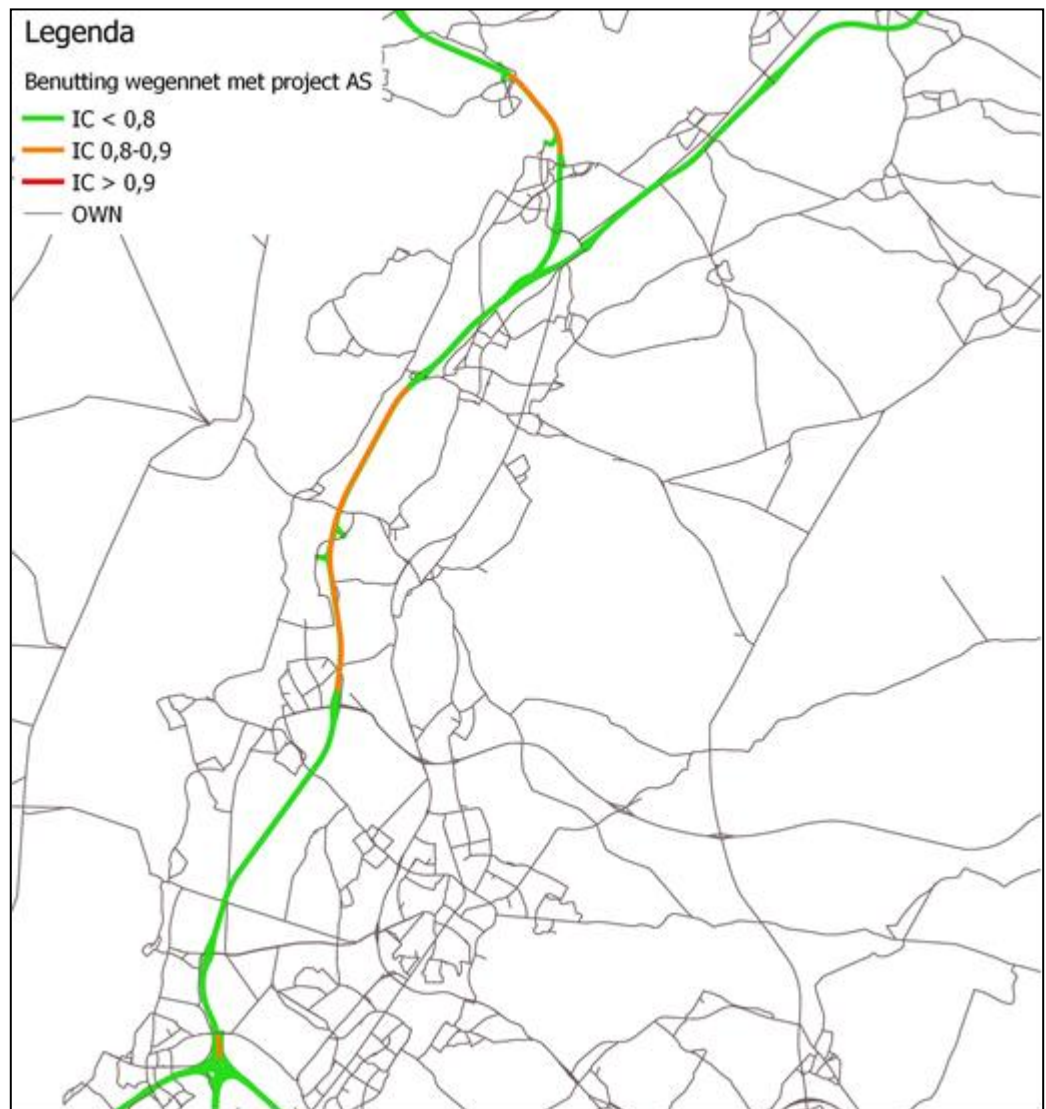 Legenda
Benutting wegennet met project AS
IC < 0,8
IC 0,8-0,9
IC > 0,9
OWN